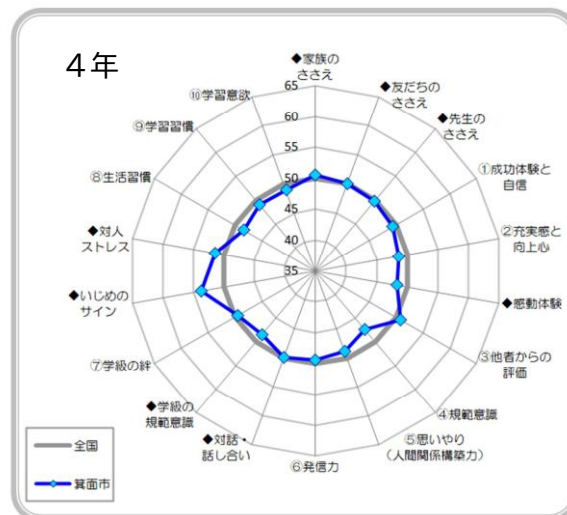 4年
◆家族の
ささえ
◆友だちの
ささえ
◆先生の
ささえ
①成功体験と
自信
②充実感と
向上心
◆感動体験
③他者からの
評価
④規範意識
⑤思いやり
（人間関係構築力）
⑥発信力
◆対話・
話し合い
◆学級の
規範意識
⑦学級の絆
◆いじめの
サイン
◆対人
ストレス
⑧生活習慣
⑨学習習慣
⑩学習意欲
65
60
55
50
45
40
35
全国
箕面市